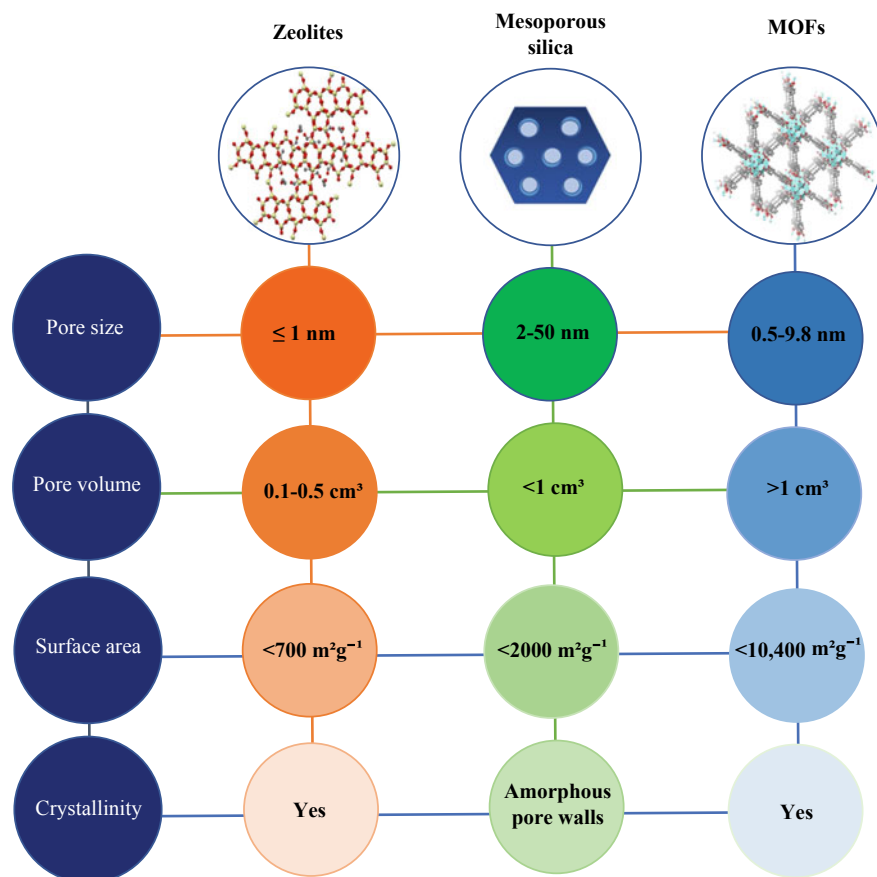 Zeolites
Mesoporous
silica
MOFs
Pore size
≤ 1 nm
2-50 nm
0.5-9.8 nm
Pore volume
0.1-0.5 cm³
<1 cm³
>1 cm³
Surface area
<700 m²g⁻¹
<2000 m²g⁻¹
<10,400 m²g⁻¹
Crystallinity
Yes
Amorphous
pore walls
Yes